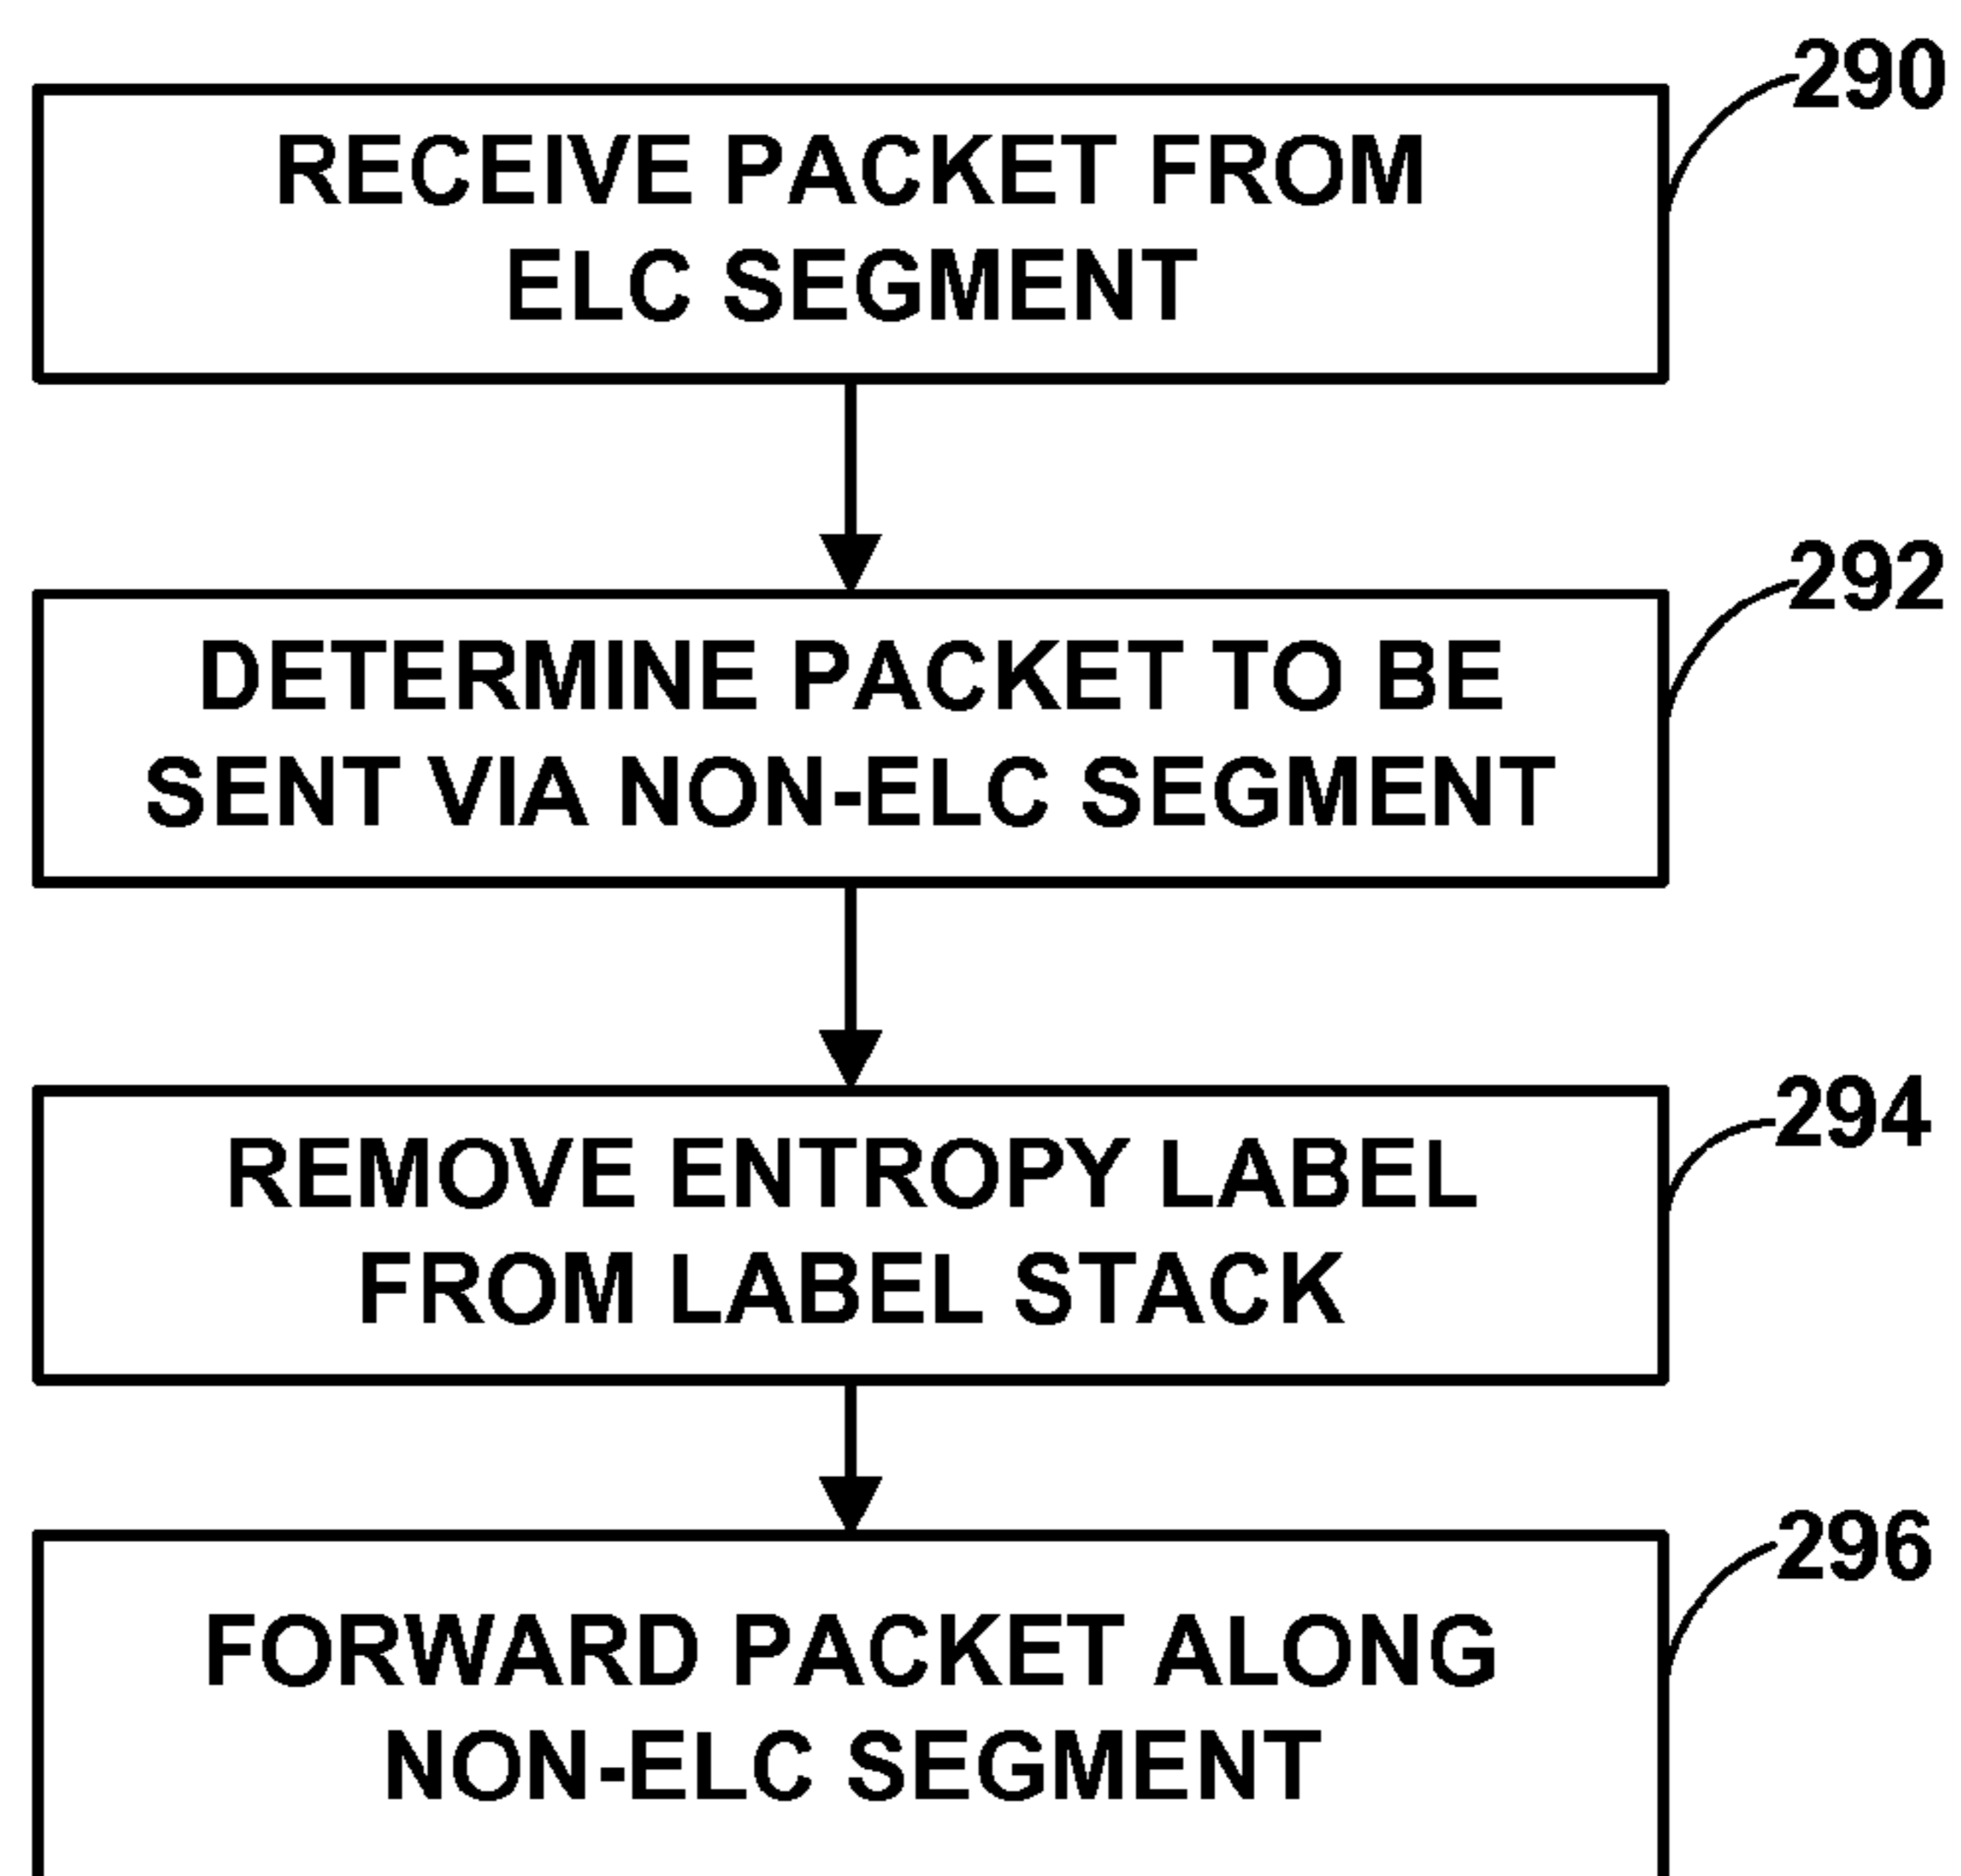 290
RECEIVE PACKET FROM
ELC SEGMENT
292
DETERMINE PACKET TO BE
SENT VIA NON-ELC SEGMENT
294
REMOVE ENTROPY LABEL
FROM LABEL STACK
296
FORWARD PACKET ALONG
NON-ELC SEGMENT